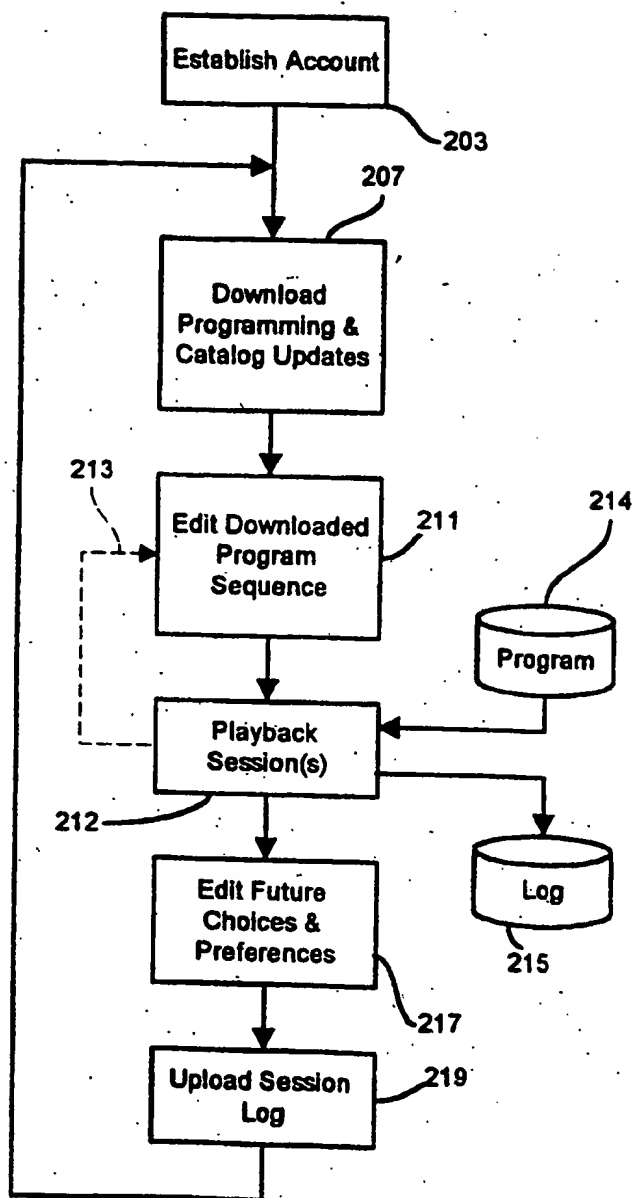 Establish Account
203
207
Download
Programming &
Catalog Updates
213
Edit Downloaded
Program
Sequence
211
214
Program
Playback
Session(s)
212
Log
215
Edit Future
Choices &
Preferences
217
Upload Session
Log
219